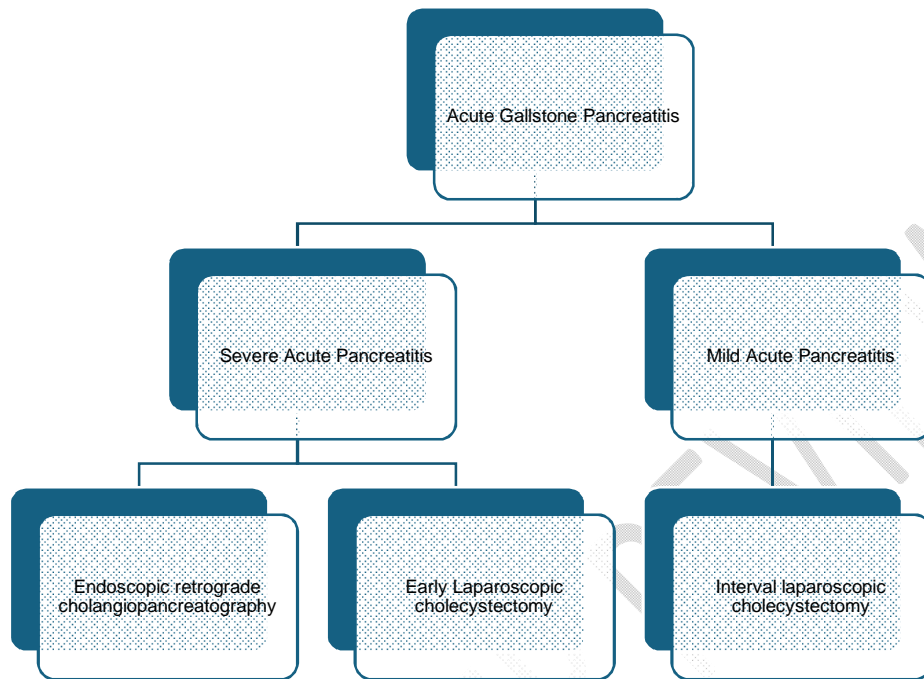 Acute Gallstone Pancreatitis
Severe Acute Pancreatitis
Mild Acute Pancreatitis
Endoscopic retrograde
cholangiopancreatography
Early Laparoscopic
cholecystectomy
Interval laparoscopic
cholecystectomy